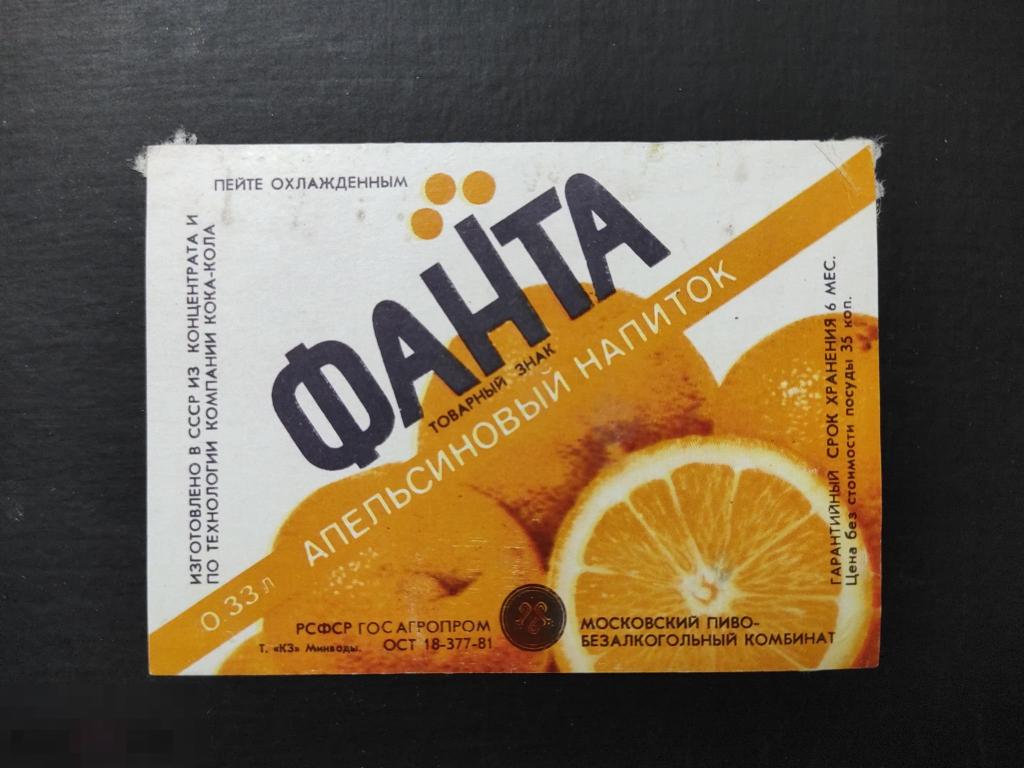 ПЕЙТЕ ОХЛАЖДЕННЫМ
ИЗГОТОВЛЕНО В СССР ИЗ КОНЦЕНТРАТА И
ПО ТЕХНОЛОГИИ КОМПАНИИ КОКА-КОЛА
ФАНТА
ТОВАРНЫЙ ЗНАК
АПЕЛЬСИНОВЫЙ НАПИТОК
0.33 л
ГАРАНТИЙНЫЙ СРОК ХРАНЕНИЯ 6 МЕС.
Цена без стоимости посуды 35 коп.
РСФСР ГОСАГРОПРОМ
Т. «КЗ» Минводы. ОСТ 18-377-81
МОСКОВСКИЙ ПИВО-
БЕЗАЛКОГОЛЬНЫЙ КОМБИНАТ